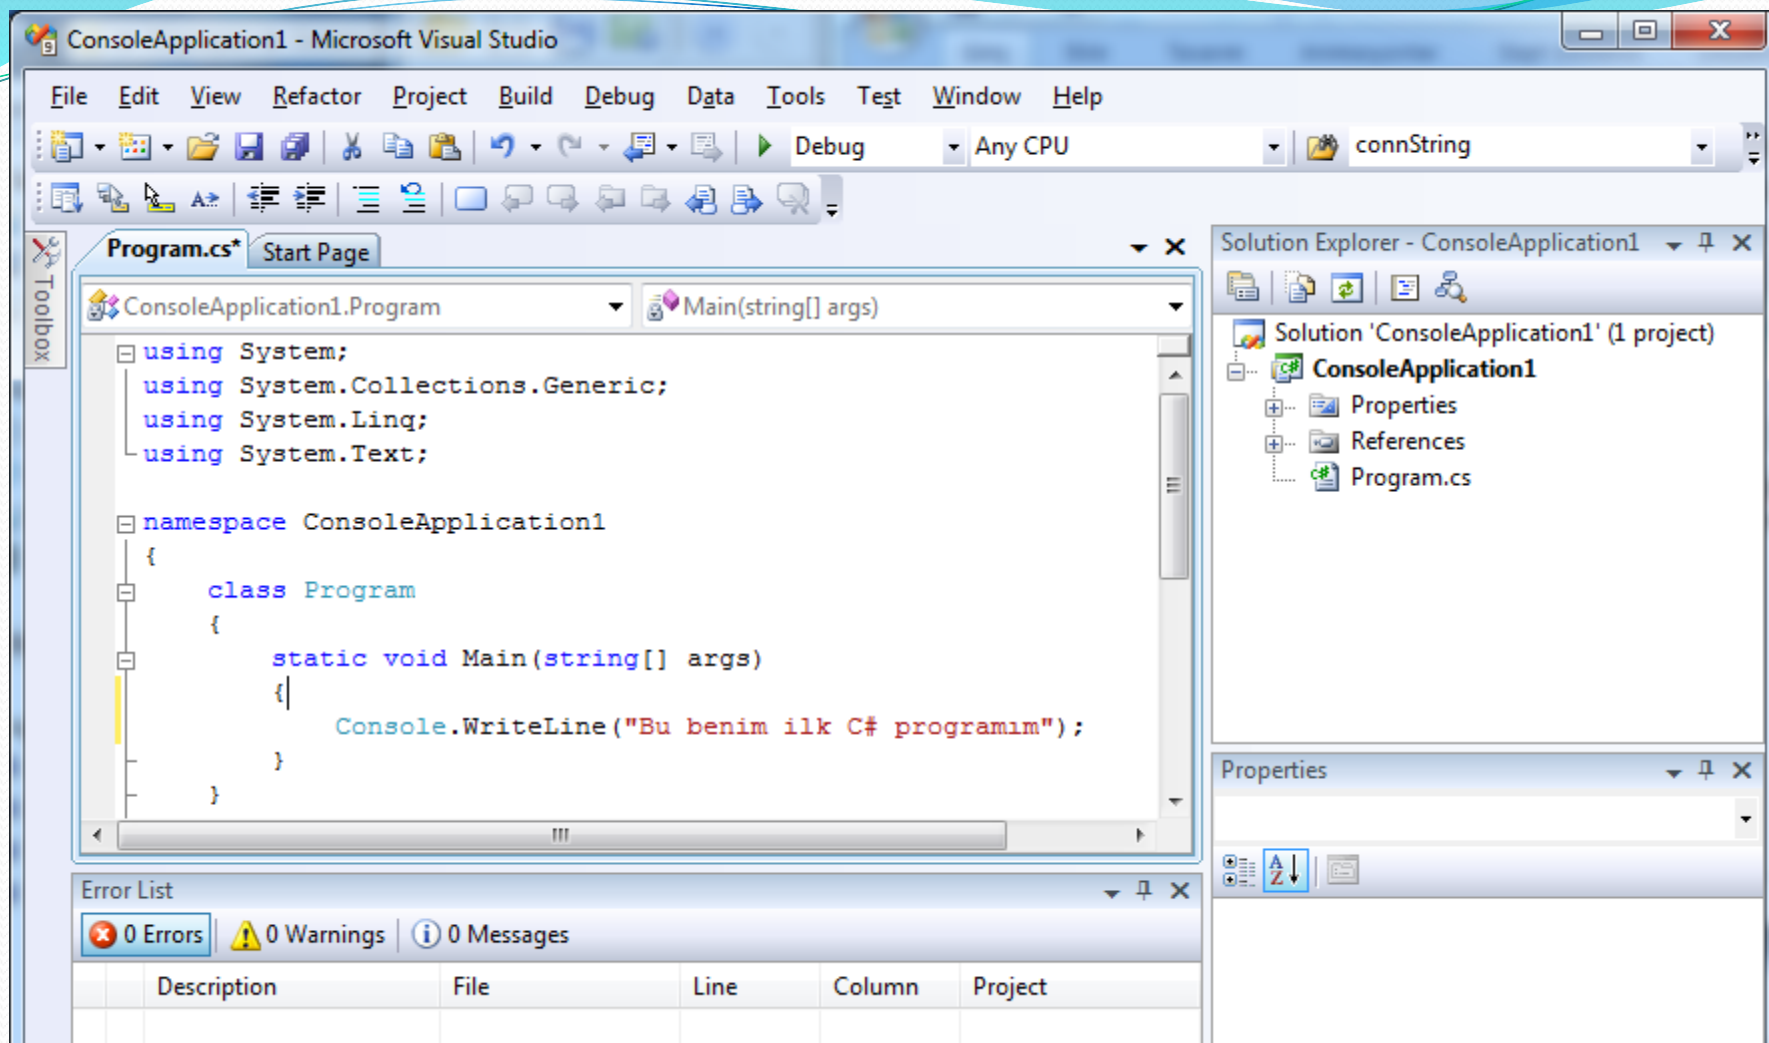 ConsoleApplication1 - Microsoft Visual Studio
File Edit View Refactor Project Build Debug Data Tools Test Window Help
Debug Any CPU connString
Toolbox
Program.cs* Start Page
ConsoleApplication1.Program Main(string[] args)
using System;
using System.Collections.Generic;
using System.Linq;
using System.Text;
namespace ConsoleApplication1
{
class Program
{
static void Main(string[] args)
{
Console.WriteLine("Bu benim ilk C# programım");
}
}
Error List
0 Errors 0 Warnings 0 Messages
Description File Line Column Project
Solution Explorer - ConsoleApplication1
Solution 'ConsoleApplication1' (1 project)
ConsoleApplication1
Properties
References
Program.cs
Properties